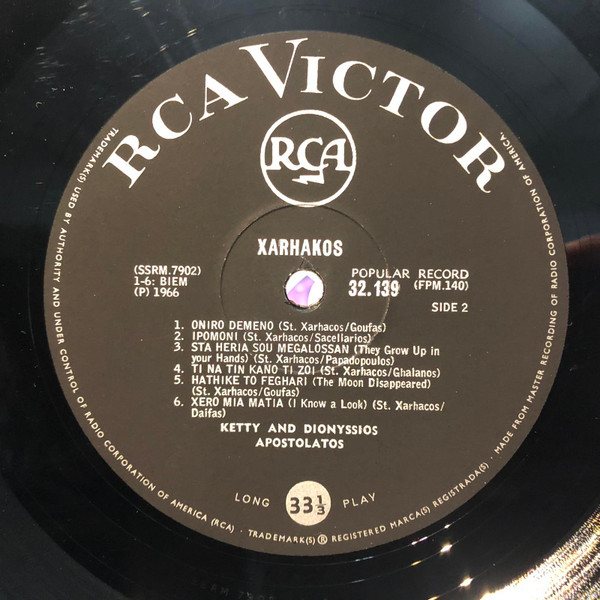 RCA VICTOR
RCA
XARHAKOS
(SSRM.7902)
1-6: BIEM
(P) 1966
POPULAR RECORD
32.139 (FPM.140)
SIDE 2
1. ONIRO DEMENO (St. Xarhacos/Goufas)
2. IPOMONI (St. Xarhacos/Sacellarios)
3. STA HERIA SOU MEGALOSSAN (They Grow Up in
your Hands) (St. Xarhacos/Papadopoulos)
4. TI NA TIN KANO TI ZOI (St. Xarhacos/Ghalanos)
5. HATHIKE TO FEGHARI (The Moon Disappeared)
(St. Xarhacos/Goufas)
6. XERO MIA MATIA (I Know a Look) (St. Xarhacos/
Daifas)
KETTY AND DIONYSSIOS
APOSTOLATOS
LONG 33 1/3 PLAY
TRADEMARK(S) USED BY AUTHORITY AND UNDER CONTROL OF RADIO CORPORATION OF AMERICA (RCA) · TRADEMARK(S) ® REGISTERED MARCA(S) REGISTRADA(S) · MADE FROM MASTER RECORDING OF RADIO CORPORATION OF AMERICA.